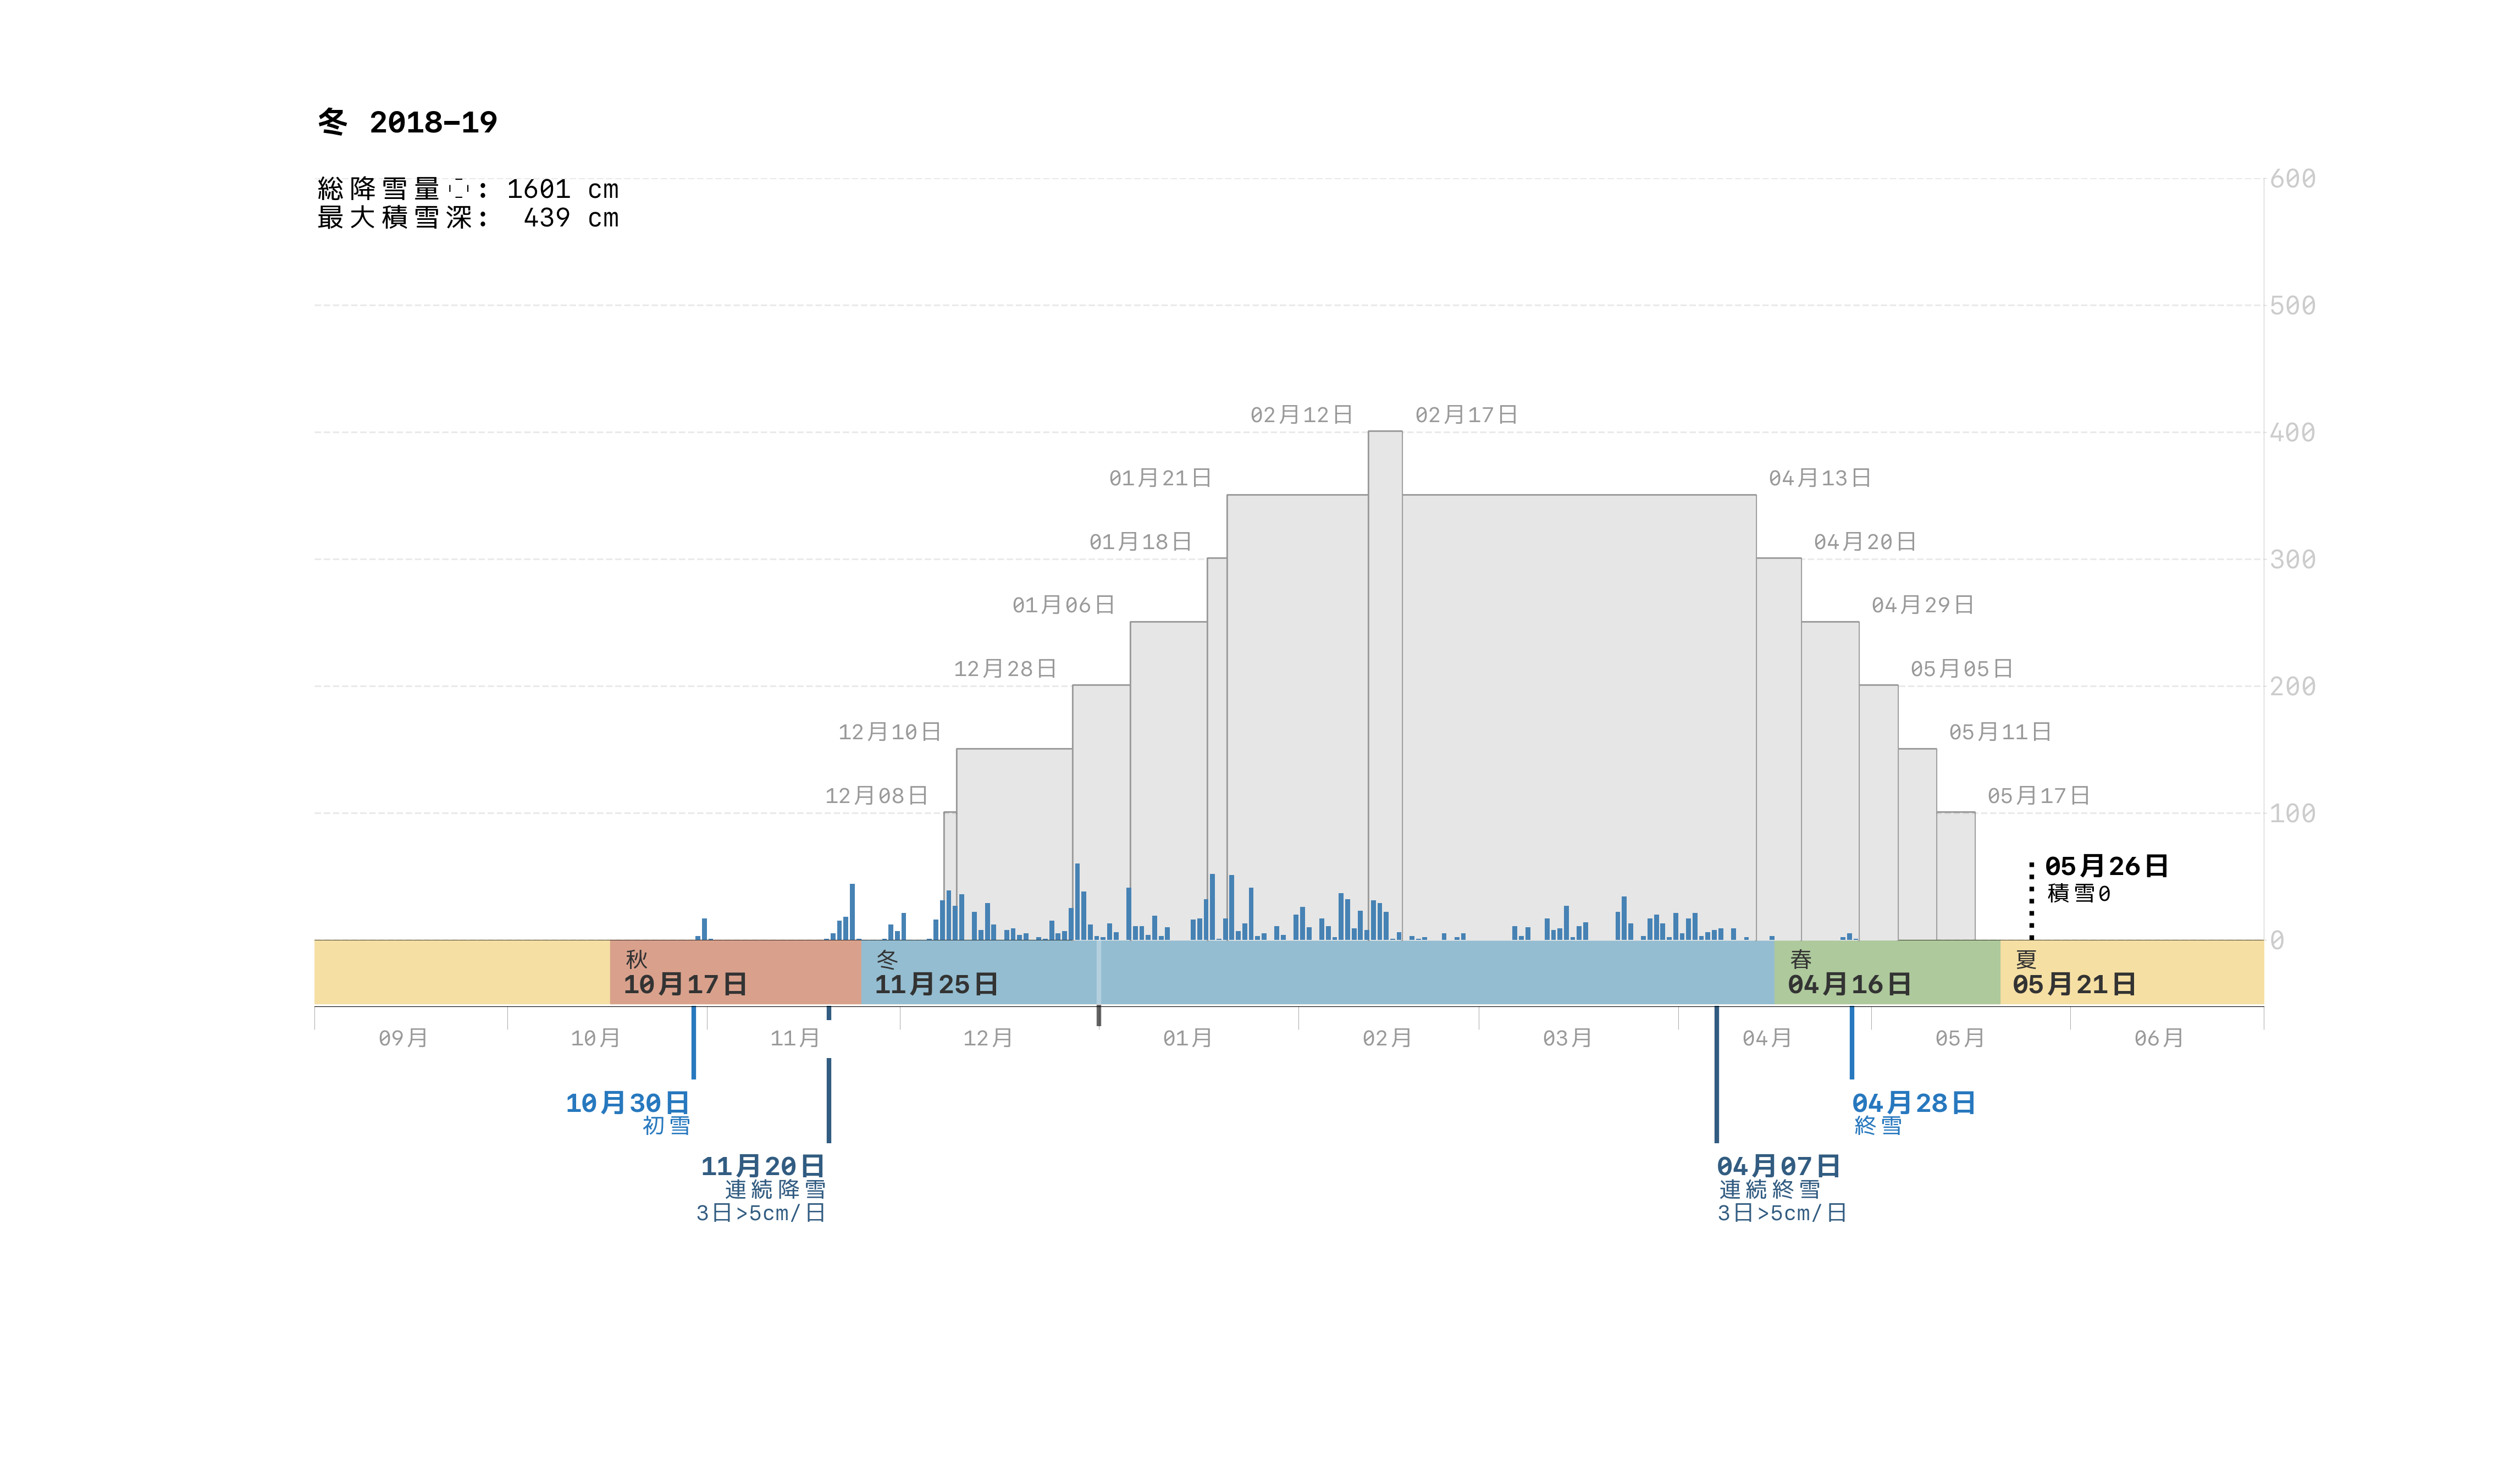 冬 2018–19
総降雪量: 1601 cm
最大積雪深: 439 cm
600
500
400
300
200
100
0
02月12日
02月17日
01月21日
04月13日
01月18日
04月20日
01月06日
04月29日
12月28日
05月05日
12月10日
05月11日
12月08日
05月17日
05月26日
積雪0
秋
10月17日
冬
11月25日
春
04月16日
夏
05月21日
09月
10月
11月
12月
01月
02月
03月
04月
05月
06月
10月30日
初雪
04月28日
終雪
11月20日
連続降雪
3日>5cm/日
04月07日
連続終雪
3日>5cm/日